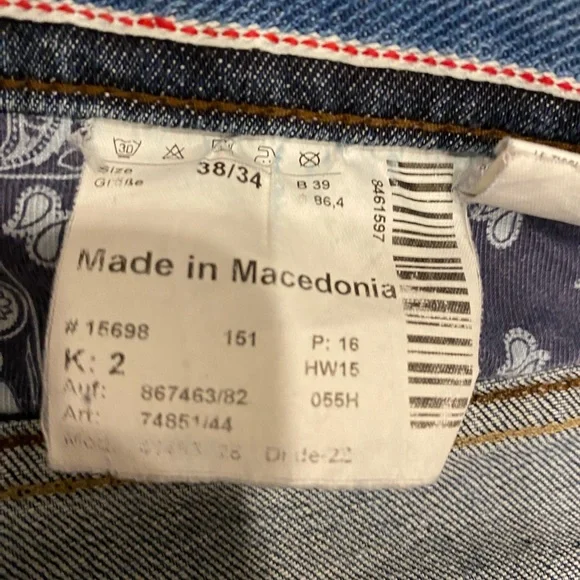 30
Size 38/34 B 39
Größe 86,4
8461597
Made in Macedonia
# 15698 151 P: 16
K: 2 HW15
Auf: 867463/82 055H
Art: 74851/44